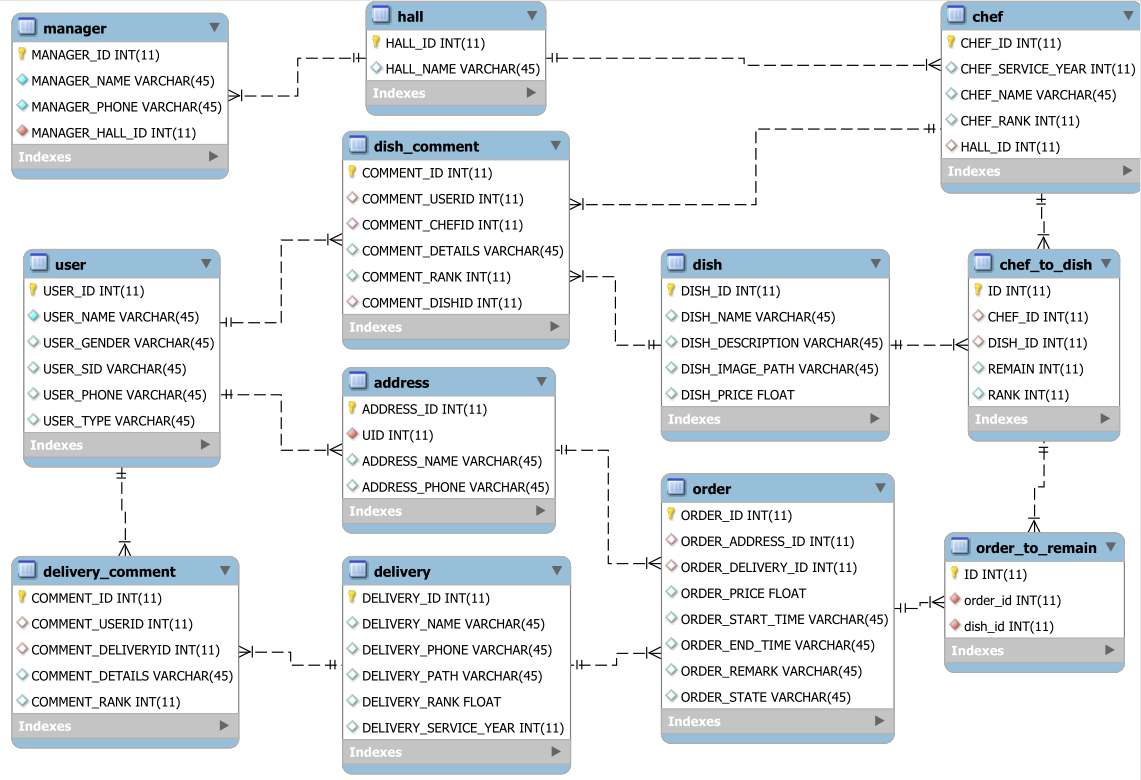 manager
MANAGER_ID INT(11)
MANAGER_NAME VARCHAR(45)
MANAGER_PHONE VARCHAR(45)
MANAGER_HALL_ID INT(11)
Indexes
hall
HALL_ID INT(11)
HALL_NAME VARCHAR(45)
Indexes
chef
CHEF_ID INT(11)
CHEF_SERVICE_YEAR INT(11)
CHEF_NAME VARCHAR(45)
CHEF_RANK INT(11)
HALL_ID INT(11)
Indexes
dish_comment
COMMENT_ID INT(11)
COMMENT_USERID INT(11)
COMMENT_CHEFID INT(11)
COMMENT_DETAILS VARCHAR(45)
COMMENT_RANK INT(11)
COMMENT_DISHID INT(11)
Indexes
user
USER_ID INT(11)
USER_NAME VARCHAR(45)
USER_GENDER VARCHAR(45)
USER_SID VARCHAR(45)
USER_PHONE VARCHAR(45)
USER_TYPE VARCHAR(45)
Indexes
dish
DISH_ID INT(11)
DISH_NAME VARCHAR(45)
DISH_DESCRIPTION VARCHAR(45)
DISH_IMAGE_PATH VARCHAR(45)
DISH_PRICE FLOAT
Indexes
chef_to_dish
ID INT(11)
CHEF_ID INT(11)
DISH_ID INT(11)
REMAIN INT(11)
RANK INT(11)
Indexes
address
ADDRESS_ID INT(11)
UID INT(11)
ADDRESS_NAME VARCHAR(45)
ADDRESS_PHONE VARCHAR(45)
Indexes
order
ORDER_ID INT(11)
ORDER_ADDRESS_ID INT(11)
ORDER_DELIVERY_ID INT(11)
ORDER_PRICE FLOAT
ORDER_START_TIME VARCHAR(45)
ORDER_END_TIME VARCHAR(45)
ORDER_REMARK VARCHAR(45)
ORDER_STATE VARCHAR(45)
Indexes
order_to_remain
ID INT(11)
order_id INT(11)
dish_id INT(11)
Indexes
delivery_comment
COMMENT_ID INT(11)
COMMENT_USERID INT(11)
COMMENT_DELIVERYID INT(11)
COMMENT_DETAILS VARCHAR(45)
COMMENT_RANK INT(11)
Indexes
delivery
DELIVERY_ID INT(11)
DELIVERY_NAME VARCHAR(45)
DELIVERY_PHONE VARCHAR(45)
DELIVERY_PATH VARCHAR(45)
DELIVERY_RANK FLOAT
DELIVERY_SERVICE_YEAR INT(11)
Indexes